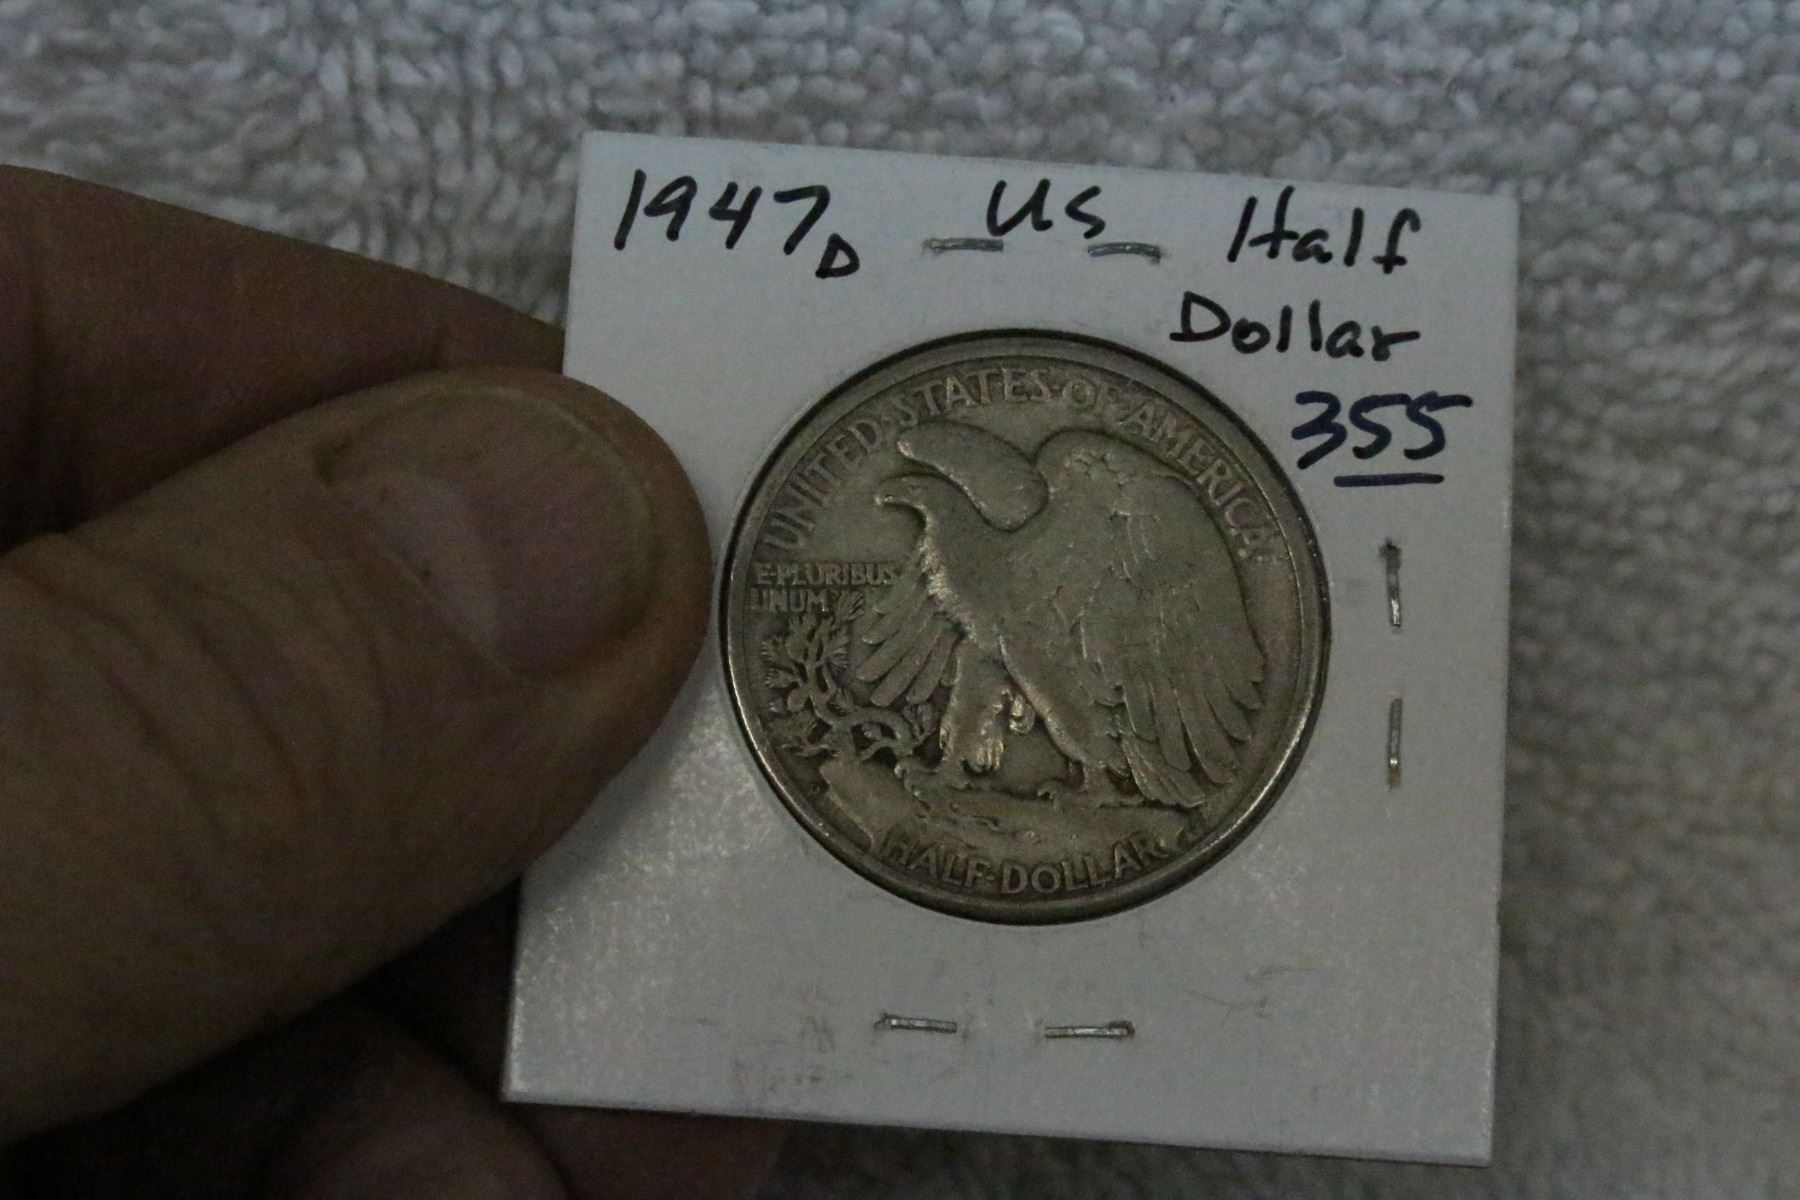 1947D US Half
Dollar
355
UNITED·STATES·OF·AMERICA
E·PLURIBUS
UNUM
HALF·DOLLAR